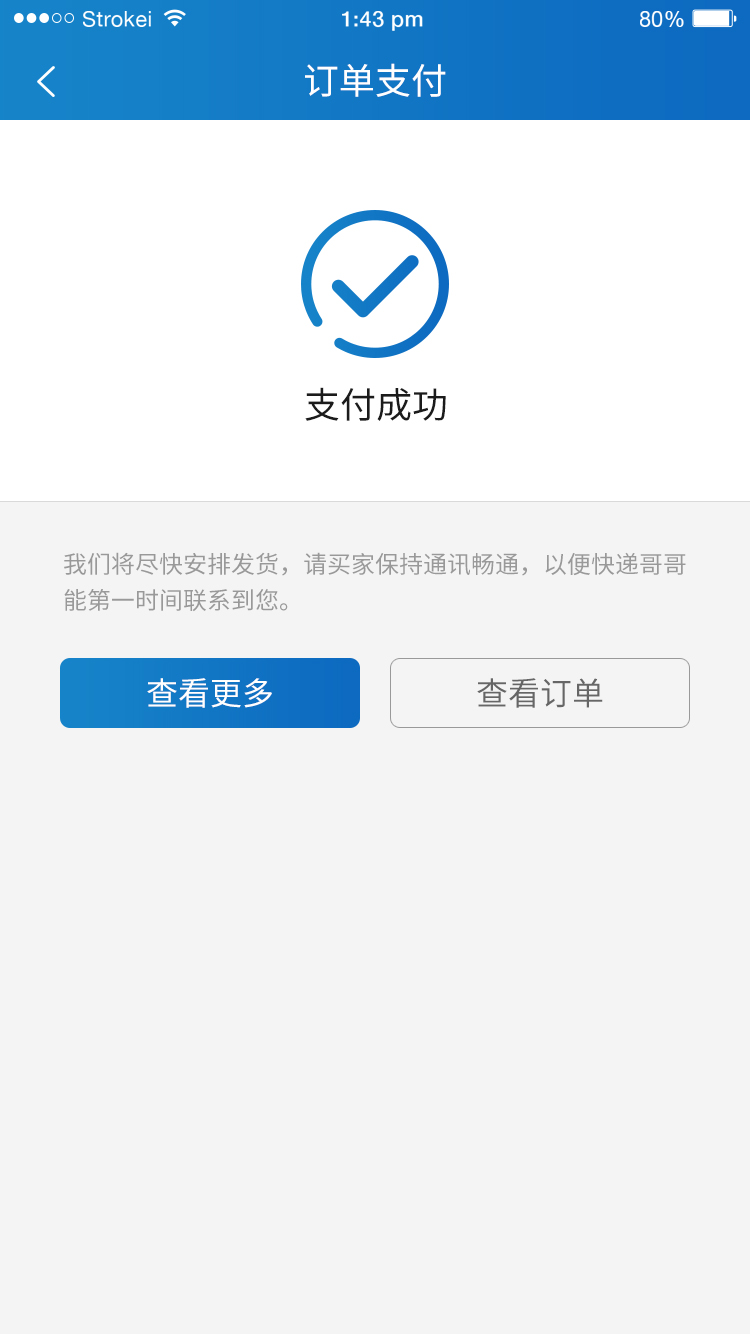 Strokei 1:43 pm 80%
订单支付
支付成功
我们将尽快安排发货，请买家保持通讯畅通，以便快递哥哥
能第一时间联系到您。
查看更多 查看订单